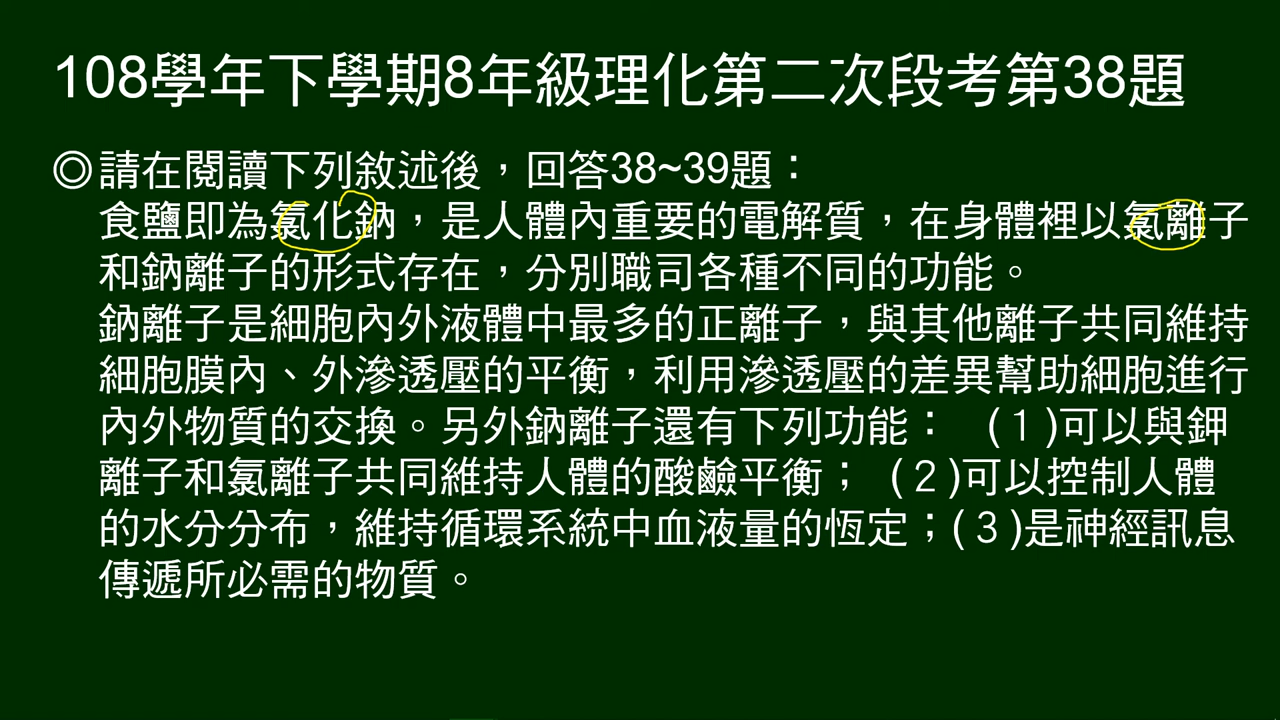 108學年下學期8年級理化第二次段考第38題
◎請在閱讀下列敘述後，回答38~39題：
食鹽即為氯化鈉，是人體內重要的電解質，在身體裡以氯離子
和鈉離子的形式存在，分別職司各種不同的功能。
鈉離子是細胞內外液體中最多的正離子，與其他離子共同維持
細胞膜內、外滲透壓的平衡，利用滲透壓的差異幫助細胞進行
內外物質的交換。另外鈉離子還有下列功能： (１)可以與鉀
離子和氯離子共同維持人體的酸鹼平衡； (２)可以控制人體
的水分分布，維持循環系統中血液量的恆定；(３)是神經訊息
傳遞所必需的物質。